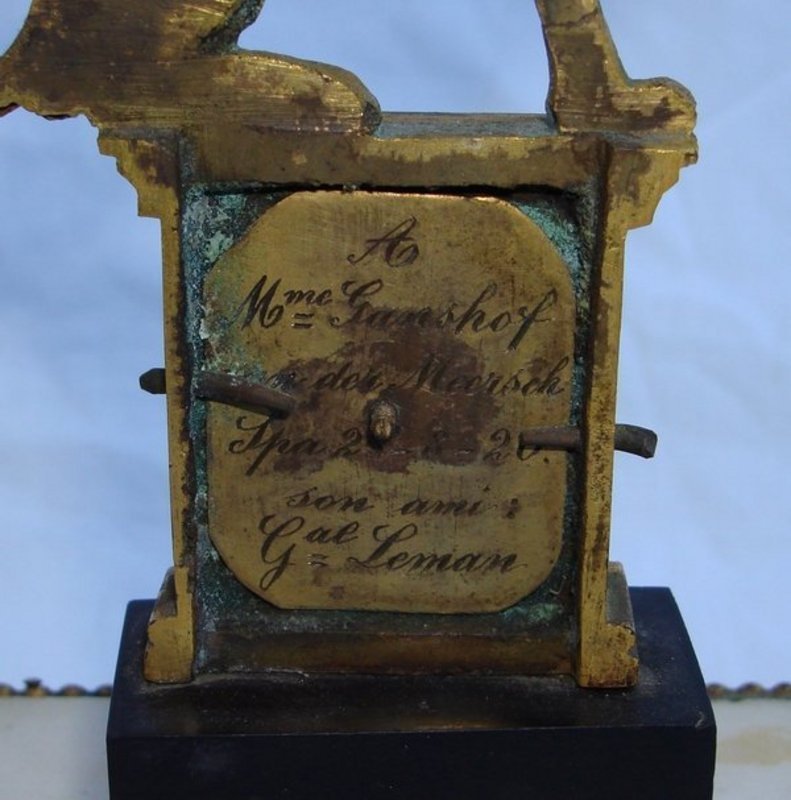 A
Mme Ganshof
der Meersch
Spa
son ami:
Gal Leman